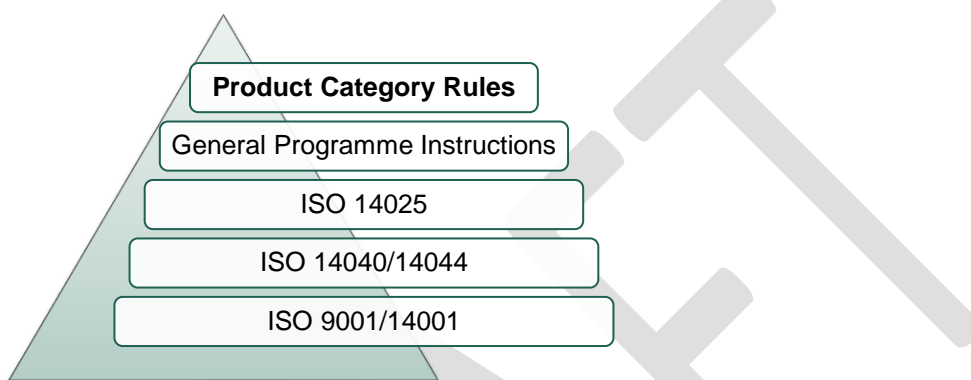 Product Category Rules
General Programme Instructions
ISO 14025
ISO 14040/14044
ISO 9001/14001